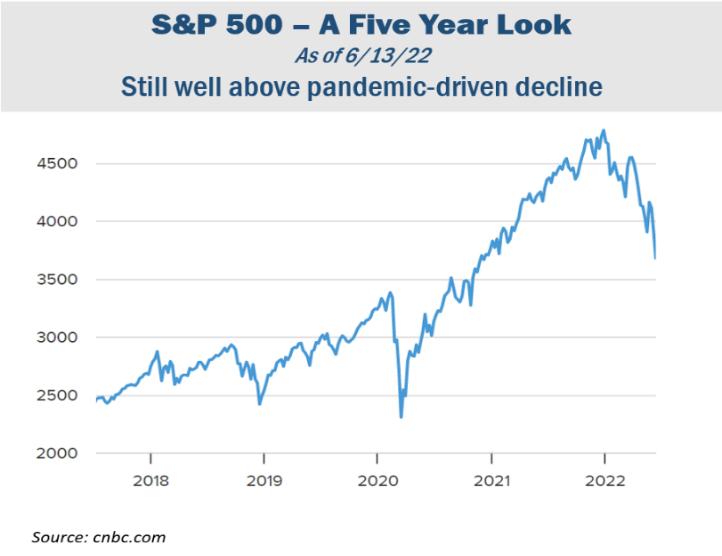 S&P 500 – A Five Year Look
As of 6/13/22
Still well above pandemic-driven decline
4500
4000
3500
3000
2500
2000
2018 2019 2020 2021 2022
Source: cnbc.com